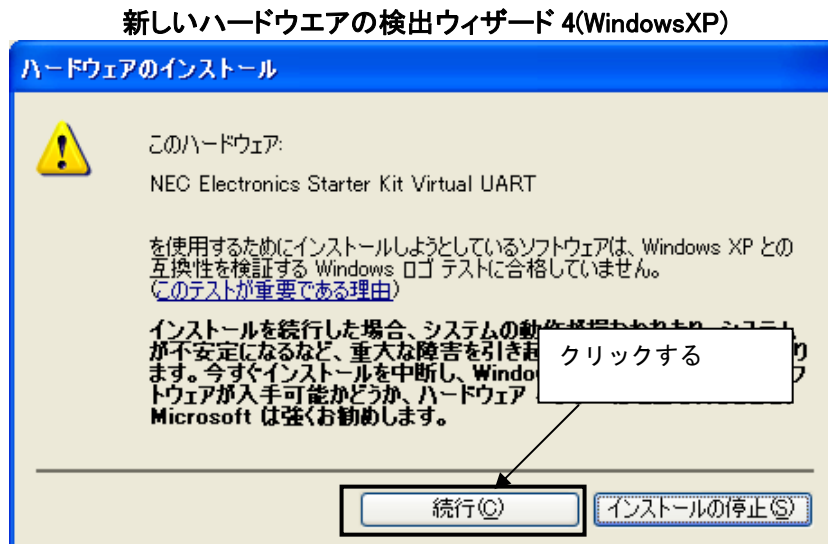 新しいハードウエアの検出ウィザード 4(WindowsXP)
ハードウェアのインストール
このハードウェア:
NEC Electronics Starter Kit Virtual UART
を使用するためにインストールしようとしているソフトウェアは、Windows XP との
互換性を検証する Windows ロゴ テストに合格していません。
(このテストが重要である理由)
インストールを続行した場合、システムの動作が
が不安定になるなど、重大な障害を引き起
ます。今すぐインストールを中断し、
トウェアが入手可能かどうか、ハードウェア
Microsoft は強くお勧めします。
クリックする
続行(C)
インストールの停止(S)